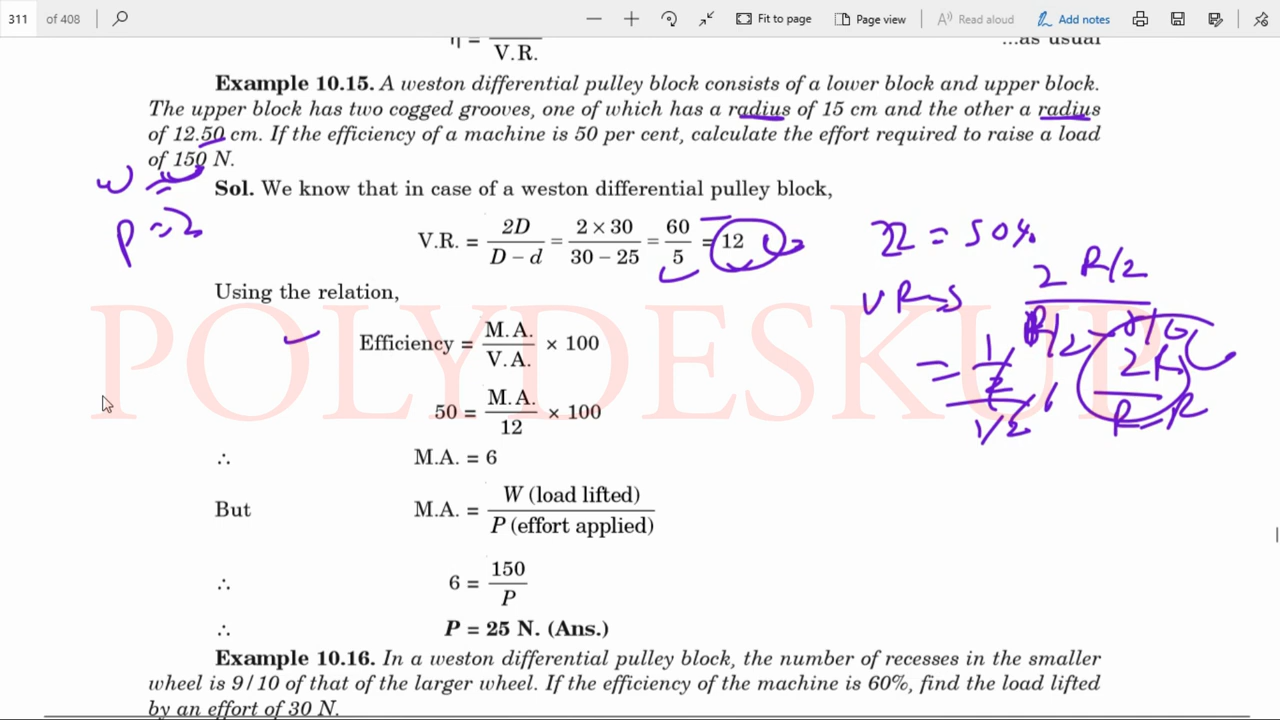 311 of 408 Fit to page Page view Read aloud Add notes
η = V.R. ...as usual
Example 10.15. A weston differential pulley block consists of a lower block and upper block.
The upper block has two cogged grooves, one of which has a radius of 15 cm and the other a radius
of 12.50 cm. If the efficiency of a machine is 50 per cent, calculate the effort required to raise a load
of 150 N.
W =
P = ?
Sol. We know that in case of a weston differential pulley block,
V.R. = 2D / D – d = 2 × 30 / 30 – 25 = 60 / 5 = 12
η = 50%
Using the relation,
VR =
2 R/2
Efficiency = M.A. / V.A. × 100
2R
50 = M.A. / 12 × 100
∴ M.A. = 6
But M.A. = W (load lifted) / P (effort applied)
∴ 6 = 150 / P
∴ P = 25 N. (Ans.)
Example 10.16. In a weston differential pulley block, the number of recesses in the smaller
wheel is 9/10 of that of the larger wheel. If the efficiency of the machine is 60%, find the load lifted
by an effort of 30 N.
POLYDESKUP